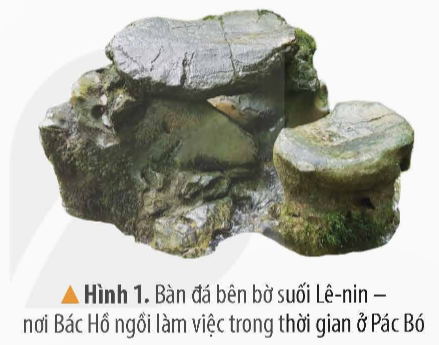 ▲ Hình 1. Bàn đá bên bờ suối Lê-nin –
nơi Bác Hồ ngồi làm việc trong thời gian ở Pác Bó